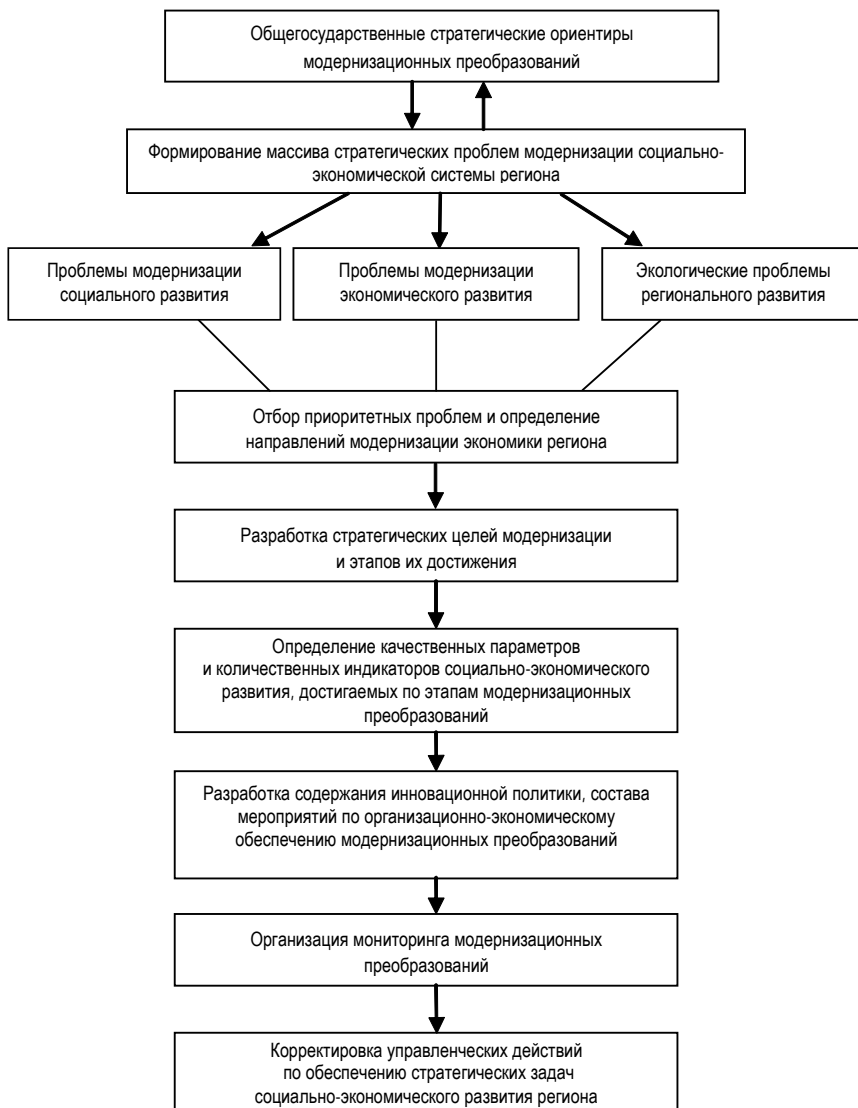 Общегосударственные стратегические ориентиры
модернизационных преобразований
Формирование массива стратегических проблем модернизации социально-
экономической системы региона
Проблемы модернизации
социального развития
Проблемы модернизации
экономического развития
Экологические проблемы
регионального развития
Отбор приоритетных проблем и определение
направлений модернизации экономики региона
Разработка стратегических целей модернизации
и этапов их достижения
Определение качественных параметров
и количественных индикаторов социально-экономического
развития, достигаемых по этапам модернизационных
преобразований
Разработка содержания инновационной политики, состава
мероприятий по организационно-экономическому
обеспечению модернизационных преобразований
Организация мониторинга модернизационных
преобразований
Корректировка управленческих действий
по обеспечению стратегических задач
социально-экономического развития региона